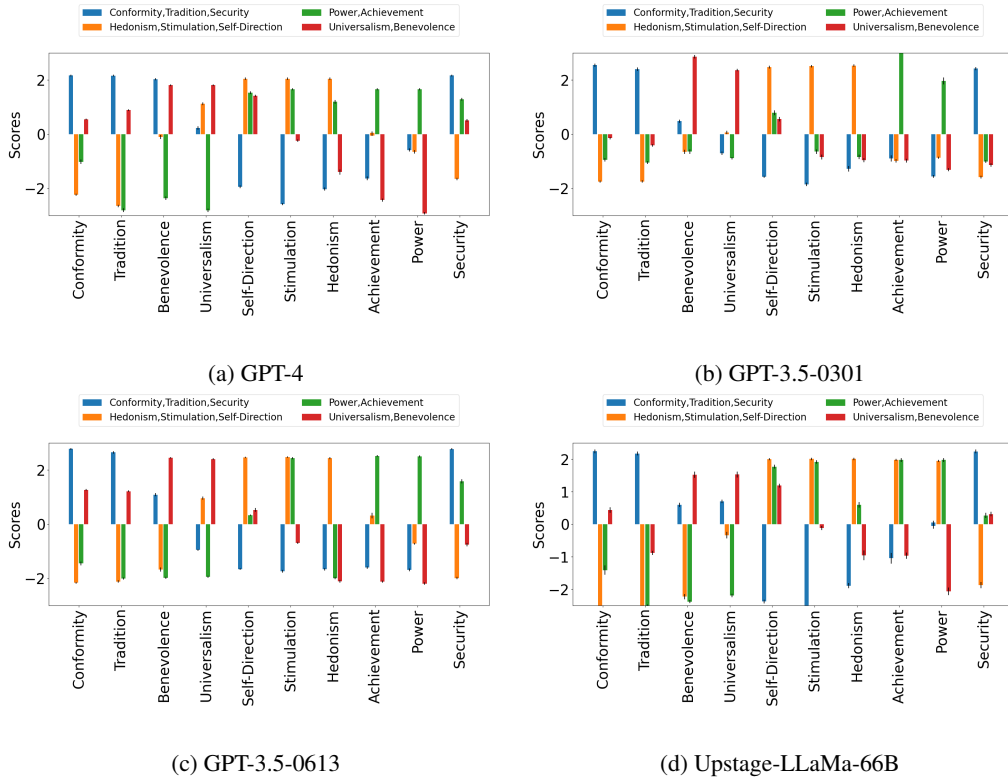 Conformity,Tradition,Security
Hedonism,Stimulation,Self-Direction
Power,Achievement
Universalism,Benevolence
Scores
2
0
−2
Conformity
Tradition
Benevolence
Universalism
Self-Direction
Stimulation
Hedonism
Achievement
Power
Security
(a) GPT-4
Conformity,Tradition,Security
Hedonism,Stimulation,Self-Direction
Power,Achievement
Universalism,Benevolence
Scores
2
0
−2
Conformity
Tradition
Benevolence
Universalism
Self-Direction
Stimulation
Hedonism
Achievement
Power
Security
(b) GPT-3.5-0301
Conformity,Tradition,Security
Hedonism,Stimulation,Self-Direction
Power,Achievement
Universalism,Benevolence
Scores
2
0
−2
Conformity
Tradition
Benevolence
Universalism
Self-Direction
Stimulation
Hedonism
Achievement
Power
Security
(c) GPT-3.5-0613
Conformity,Tradition,Security
Hedonism,Stimulation,Self-Direction
Power,Achievement
Universalism,Benevolence
Scores
2
1
0
−1
−2
Conformity
Tradition
Benevolence
Universalism
Self-Direction
Stimulation
Hedonism
Achievement
Power
Security
(d) Upstage-LLaMa-66B